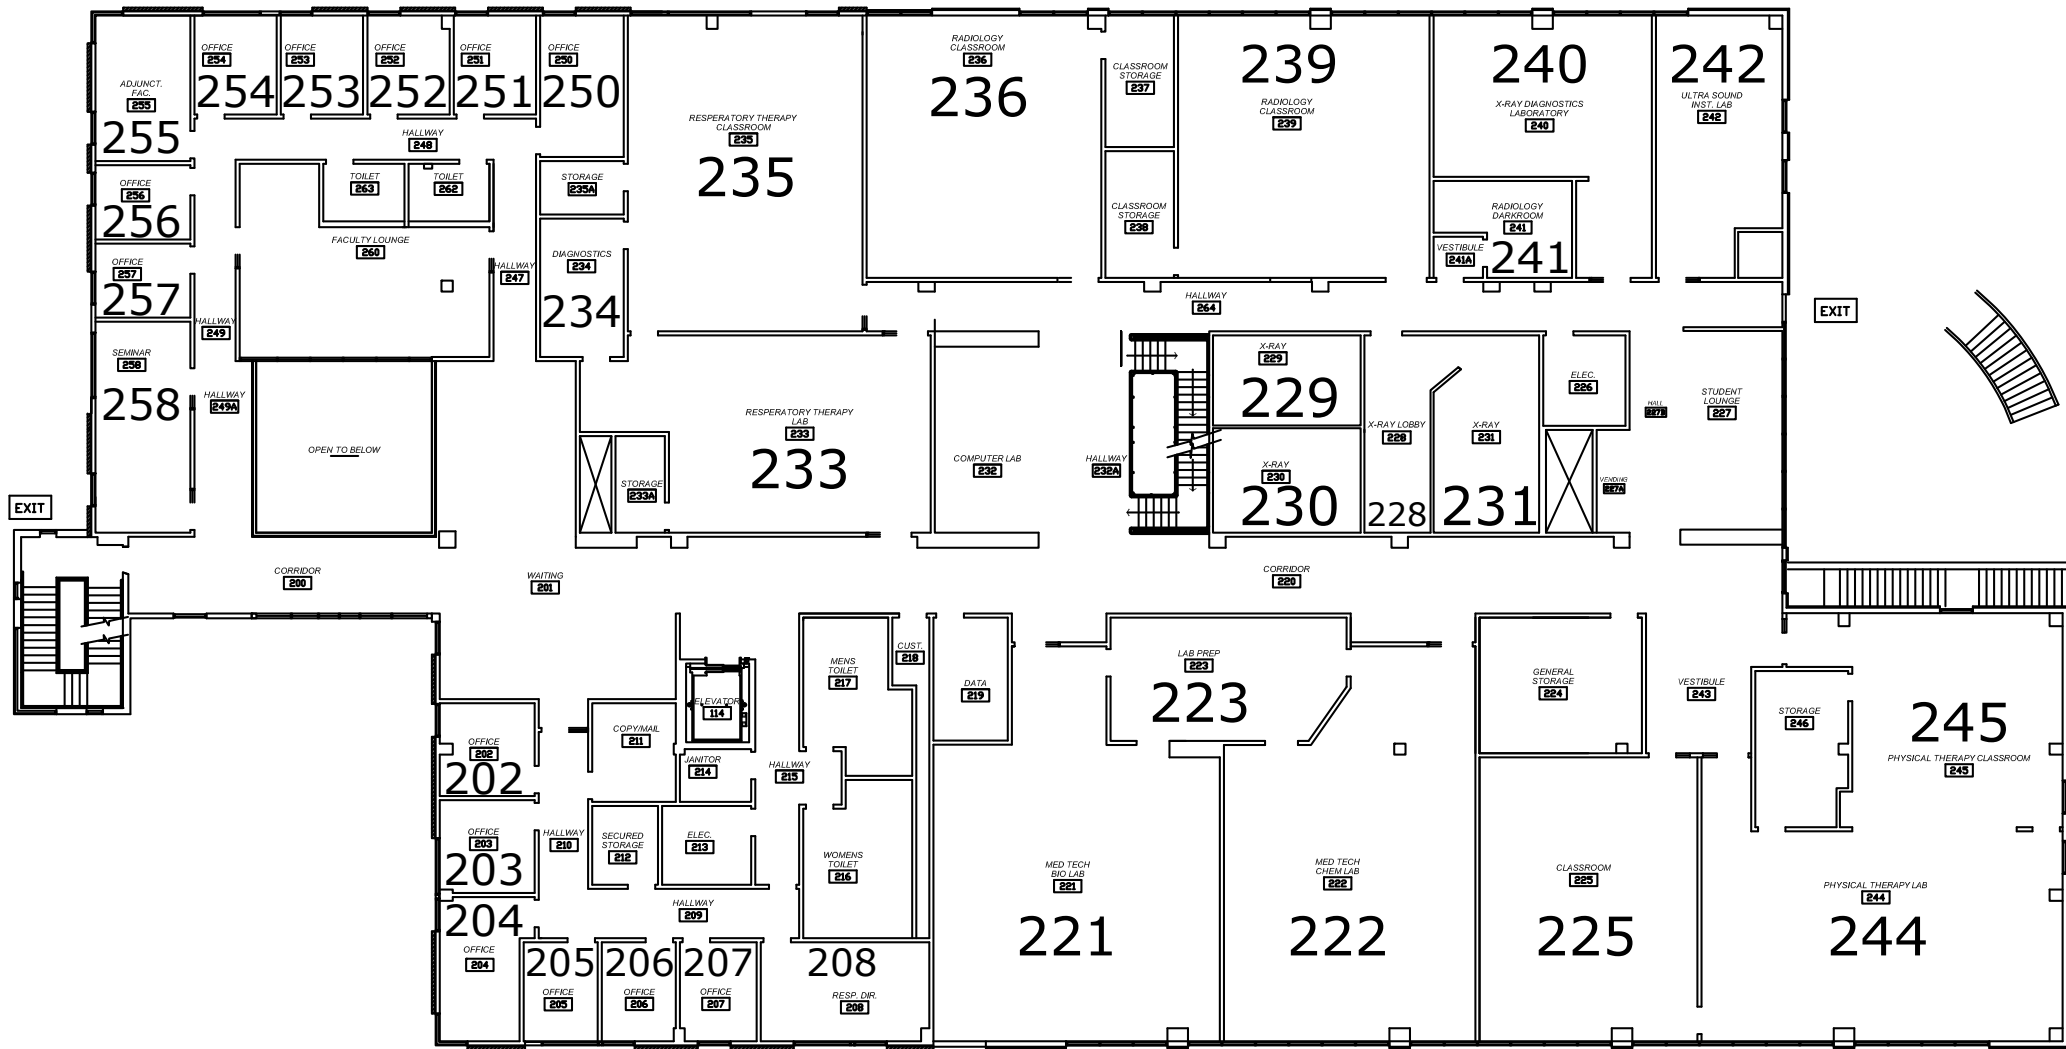 OFFICE
254
254
OFFICE
253
253
OFFICE
252
252
OFFICE
251
251
OFFICE
250
250
ADJUNCT.
FAC.
255
255
HALLWAY
248
OFFICE
256
256
TOILET
263
TOILET
262
STORAGE
235A
OFFICE
257
257
FACULTY LOUNGE
260
HALLWAY
247
DIAGNOSTICS
234
234
HALLWAY
249
SEMINAR
258
258
HALLWAY
249A
OPEN TO BELOW
RESPERATORY THERAPY
CLASSROOM
235
235
RADIOLOGY
CLASSROOM
236
236
CLASSROOM
STORAGE
237
CLASSROOM
STORAGE
238
239
RADIOLOGY
CLASSROOM
239
240
X-RAY DIAGNOSTICS
LABORATORY
240
242
ULTRA SOUND
INST. LAB
242
RADIOLOGY
DARKROOM
241
241
VESTIBULE
241A
HALLWAY
264
EXIT
RESPERATORY THERAPY
LAB
233
233
STORAGE
233A
COMPUTER LAB
232
HALLWAY
232A
X-RAY
229
229
X-RAY
230
230
X-RAY LOBBY
228
228
X-RAY
231
231
ELEC.
226
HALL
227B
STUDENT
LOUNGE
227
VENDING
227A
EXIT
CORRIDOR
200
WAITING
201
CORRIDOR
220
OFFICE
202
202
OFFICE
203
203
204
OFFICE
204
COPY/MAIL
211
ELEVATOR
114
JANITOR
214
HALLWAY
215
MENS
TOILET
217
CUST.
218
DATA
219
HALLWAY
210
SECURED
STORAGE
212
ELEC.
213
WOMENS
TOILET
216
HALLWAY
209
205
OFFICE
205
206
OFFICE
206
207
OFFICE
207
208
RESP. DIR.
208
LAB PREP
223
223
GENERAL
STORAGE
224
VESTIBULE
243
STORAGE
246
245
PHYSICAL THERAPY CLASSROOM
245
MED TECH
BIO LAB
221
221
MED TECH
CHEM LAB
222
222
CLASSROOM
225
225
PHYSICAL THERAPY LAB
244
244